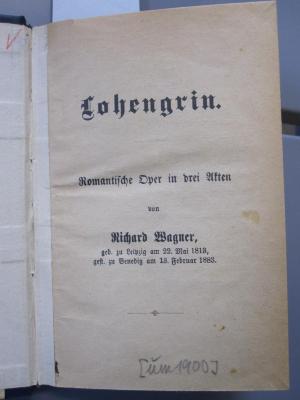 Lohengrin.
Romantische Oper in drei Akten
von
Richard Wagner,
geb. zu Leipzig am 22. Mai 1813,
gest. zu Venedig am 13. Februar 1883.
[um 1900]